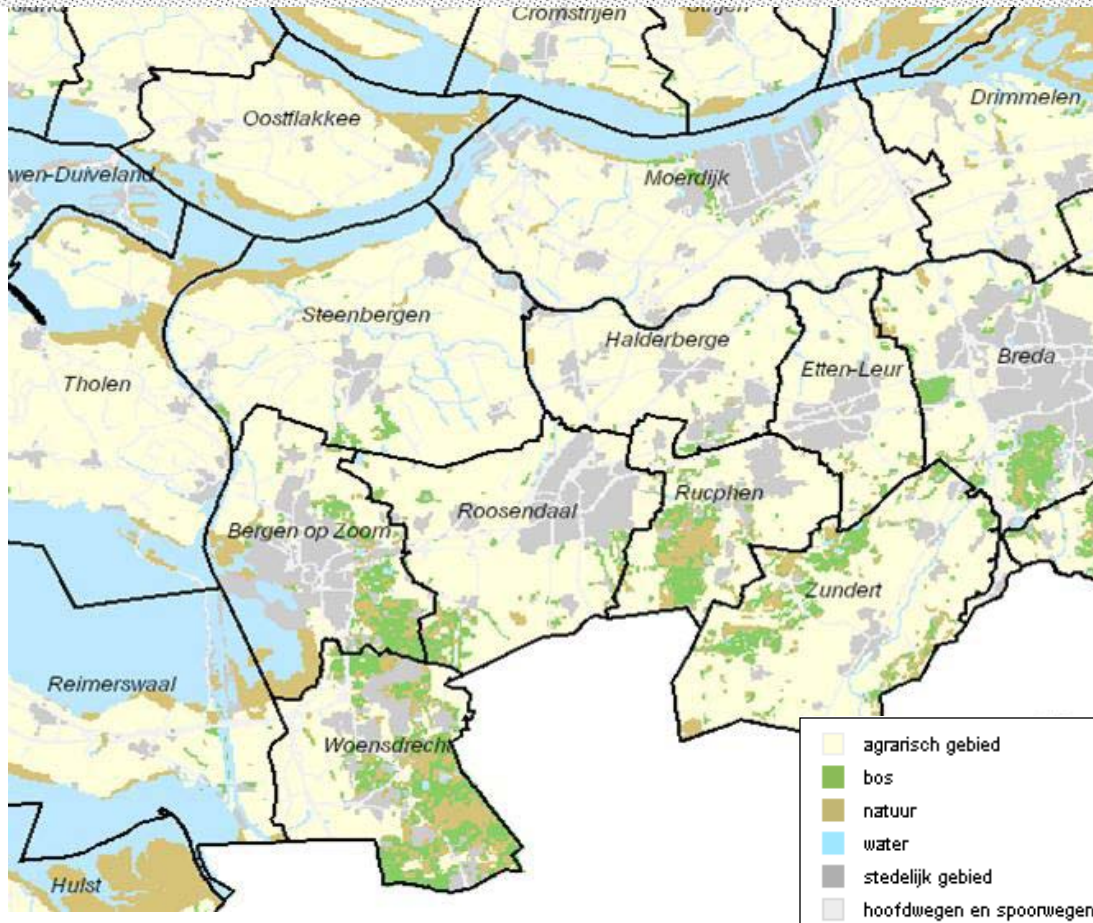 Cromstrijen
Oostflakkee
Drimmelen
wen-Duiveland
Moerdijk
Steenbergen
Halderberge
Breda
Etten-Leur
Tholen
Rucphen
Roosendaal
Bergen op Zoom
Zundert
Reimerswaal
Woensdrecht
Hulst
agrarisch gebied
bos
natuur
water
stedelijk gebied
hoofdwegen en spoorwegen